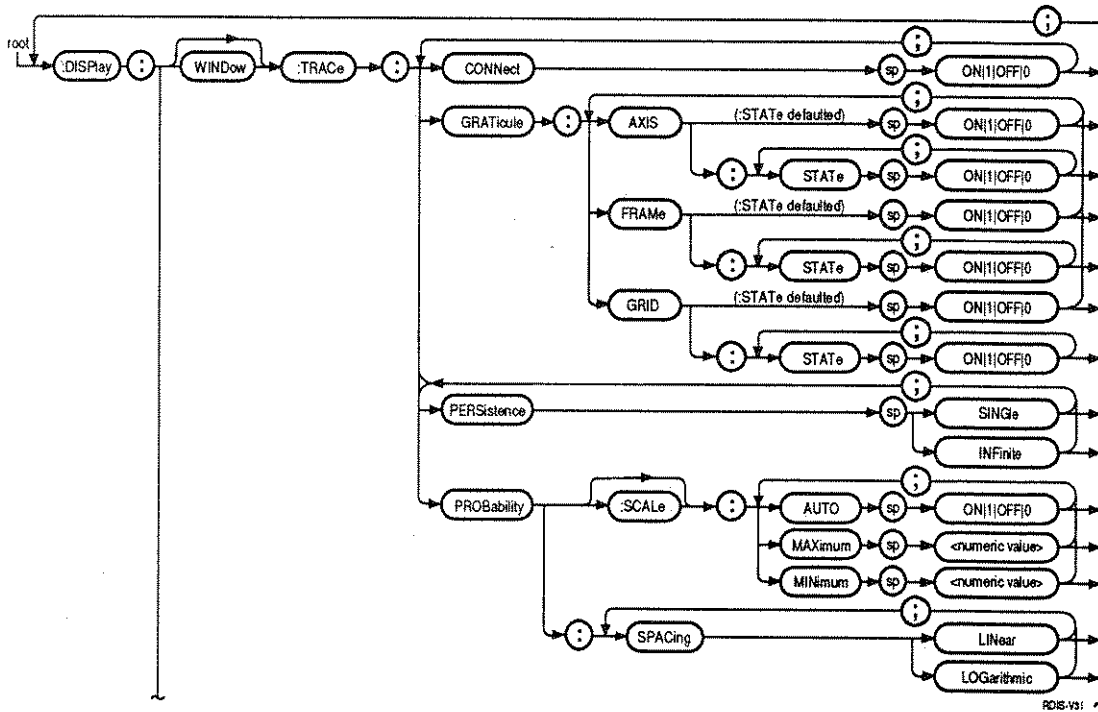 ;
root
:DISPlay : WINDow :TRACe : CONNect sp ON|1|OFF|0 ;
GRATicule : AXIS (:STATe defaulted) sp ON|1|OFF|0 ;
: STATe sp ON|1|OFF|0 ;
FRAMe (:STATe defaulted) sp ON|1|OFF|0
: STATe sp ON|1|OFF|0 ;
GRID (:STATe defaulted) sp ON|1|OFF|0
: STATe sp ON|1|OFF|0 ;
PERSistence sp SINGle ;
INFinite
PROBability :SCALe : AUTO sp ON|1|OFF|0 ;
MAXimum sp <numeric value>
MINimum sp <numeric value>
: SPACing LINear ;
LOGarithmic
RDIS-V31